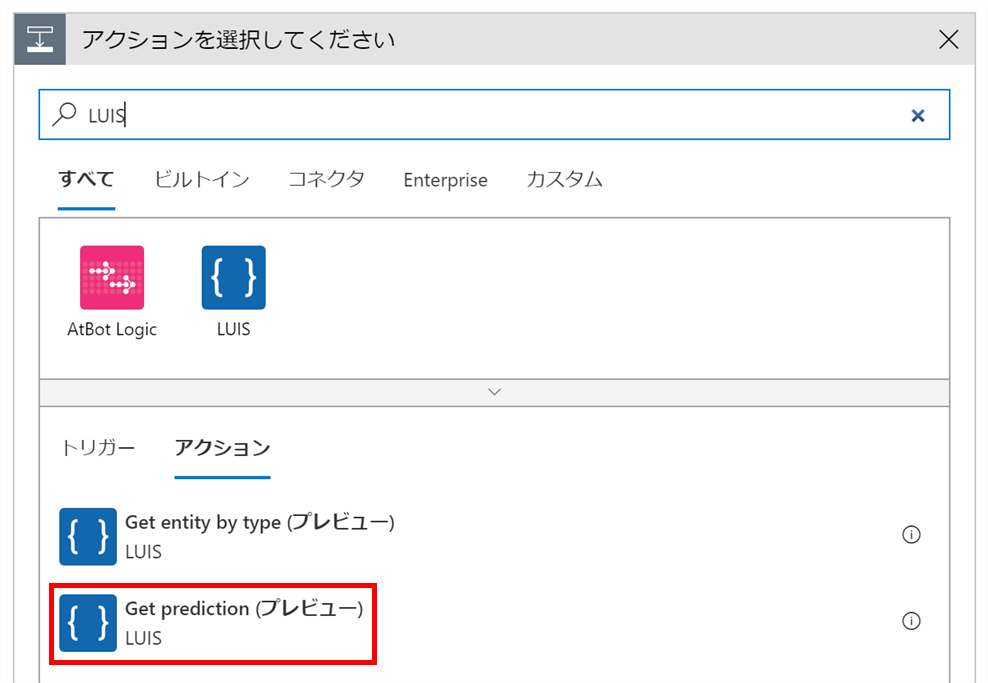 アクションを選択してください
LUIS
すべて ビルトイン コネクタ Enterprise カスタム
AtBot Logic LUIS
トリガー アクション
Get entity by type (プレビュー)
LUIS
Get prediction (プレビュー)
LUIS